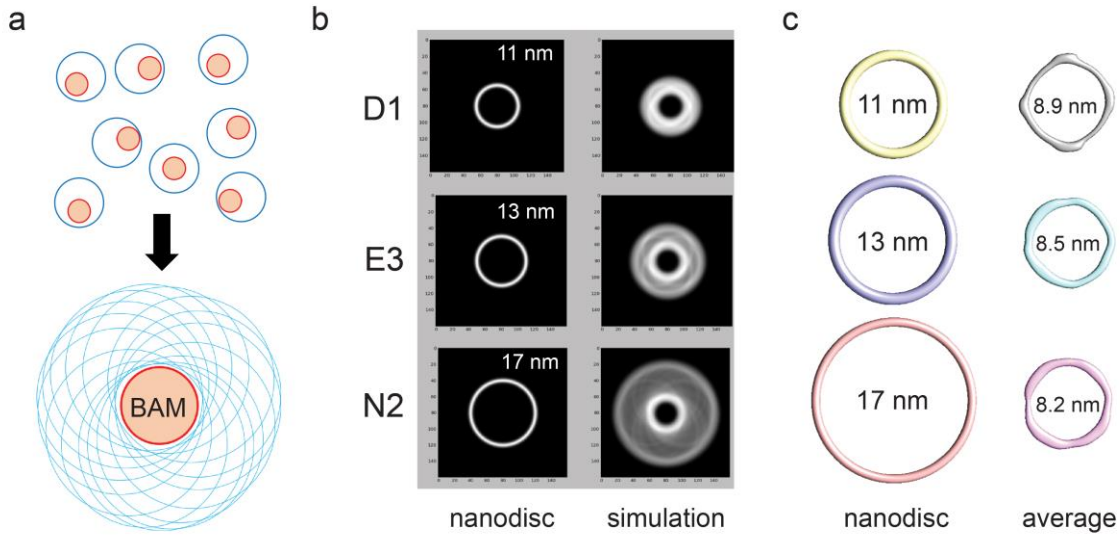 a
BAM
b
11 nm
D1
13 nm
E3
17 nm
N2
nanodisc simulation
c
11 nm 8.9 nm
13 nm 8.5 nm
17 nm 8.2 nm
nanodisc average